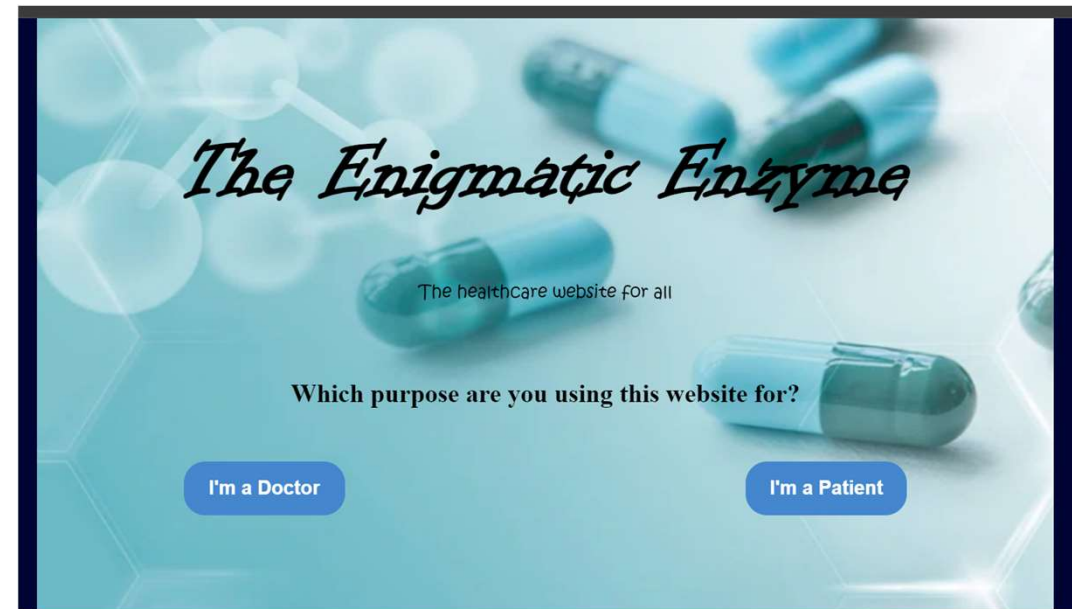 The Enigmatic Enzyme
The healthcare website for all
Which purpose are you using this website for?
I'm a Doctor
I'm a Patient